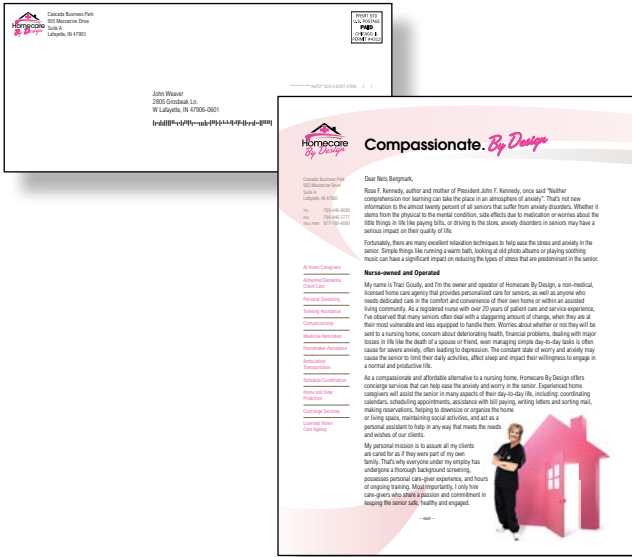 Homecare
By Design
Cascada Business Park
955 Mezzanine Drive
Suite A
Lafayette, IN 47905
PRSRT STD
U.S. POSTAGE
PAID
CHICAGO, IL
PERMIT #4312
John Weaver
2805 Grosbeak Ln.
W Lafayette, IN 47906-0601
Homecare
By Design
Compassionate. By Design
Cascada Business Park
955 Mezzanine Drive
Suite A
Lafayette, IN
TEL
FAX
TOLL FREE
At Home Caregivers
Alzheimer/Dementia
Client Care
Personal Grooming
Toileting Assistance
Companionship
Medicine Reminders
Homemaker Assistance
Ambulation/
Transportation
Schedule Coordination
Home and Elder
Protection
Concierge Services
Licensed Home
Care Agency
Dear Nels Bergmark,
Rose F. Kennedy, author and mother of President John F. Kennedy, once said "Neither
comprehension nor learning can take the place in an atmosphere of anxiety". That's not new
information to the almost twenty percent of all seniors that suffer from anxiety disorders. Whether it
stems from the physical to the mental condition, side effects due to medication or worries about the
little things in life like paying bills, or driving to the store, anxiety disorders in seniors may have a
serious impact on their quality of life.
Fortunately, there are many excellent relaxation techniques to help ease the stress and anxiety in the
senior. Simple things like running a warm bath, looking at old photo albums or playing soothing
music can have a significant impact on reducing the types of stress that are predominant in the senior.
Nurse-owned and Operated
My name is Traci Goudy, and I'm the owner and operator of Homecare By Design, a non-medical,
licensed home care agency that provides personalized care for seniors, as well as anyone who
needs dedicated care in the comfort and convenience of their own home or within an assisted
living community. As a registered nurse with over 20 years of patient care and service experience,
I've observed that many seniors often deal with a staggering amount of change, when they are at
their most vulnerable and less equipped to handle them. Worries about whether or not they will be
sent to a nursing home, concern about deteriorating health, financial problems, dealing with major
losses in life like the death of a spouse or friend, even managing simple day-to-day tasks is often
cause for severe anxiety, often leading to depression. The constant state of worry and anxiety may
cause the senior to limit their daily activities, affect sleep and impact their willingness to engage in
a normal and productive life.
As a compassionate and affordable alternative to a nursing home, Homecare By Design offers
concierge services that can help ease the anxiety and worry in the senior. Experienced home
caregivers will assist the senior in many aspects of their day-to-day life, including: coordinating
calendars, scheduling appointments, assistance with bill paying, writing letters and sorting mail,
making reservations, helping to downsize or organize the home
or living space, maintaining social activities, and act as a
personal assistant to help in any way that meets the needs
and wishes of our clients.
My personal mission is to assure all my clients
are cared for as if they were part of my own
family. That's why everyone under my employ has
undergone a thorough background screening,
possesses personal care-giver experience, and hours
of ongoing training. Most importantly, I only hire
care-givers who share a passion and commitment in
keeping the senior safe, healthy and engaged.
– over –